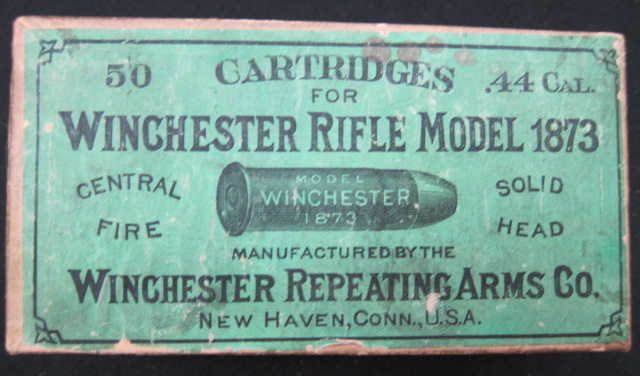 50 CARTRIDGES .44 CAL.
FOR
WINCHESTER RIFLE MODEL 1873
CENTRAL FIRE
MODEL
WINCHESTER
1873
SOLID HEAD
MANUFACTURED BY THE
WINCHESTER REPEATING ARMS CO.
NEW HAVEN, CONN., U.S.A.